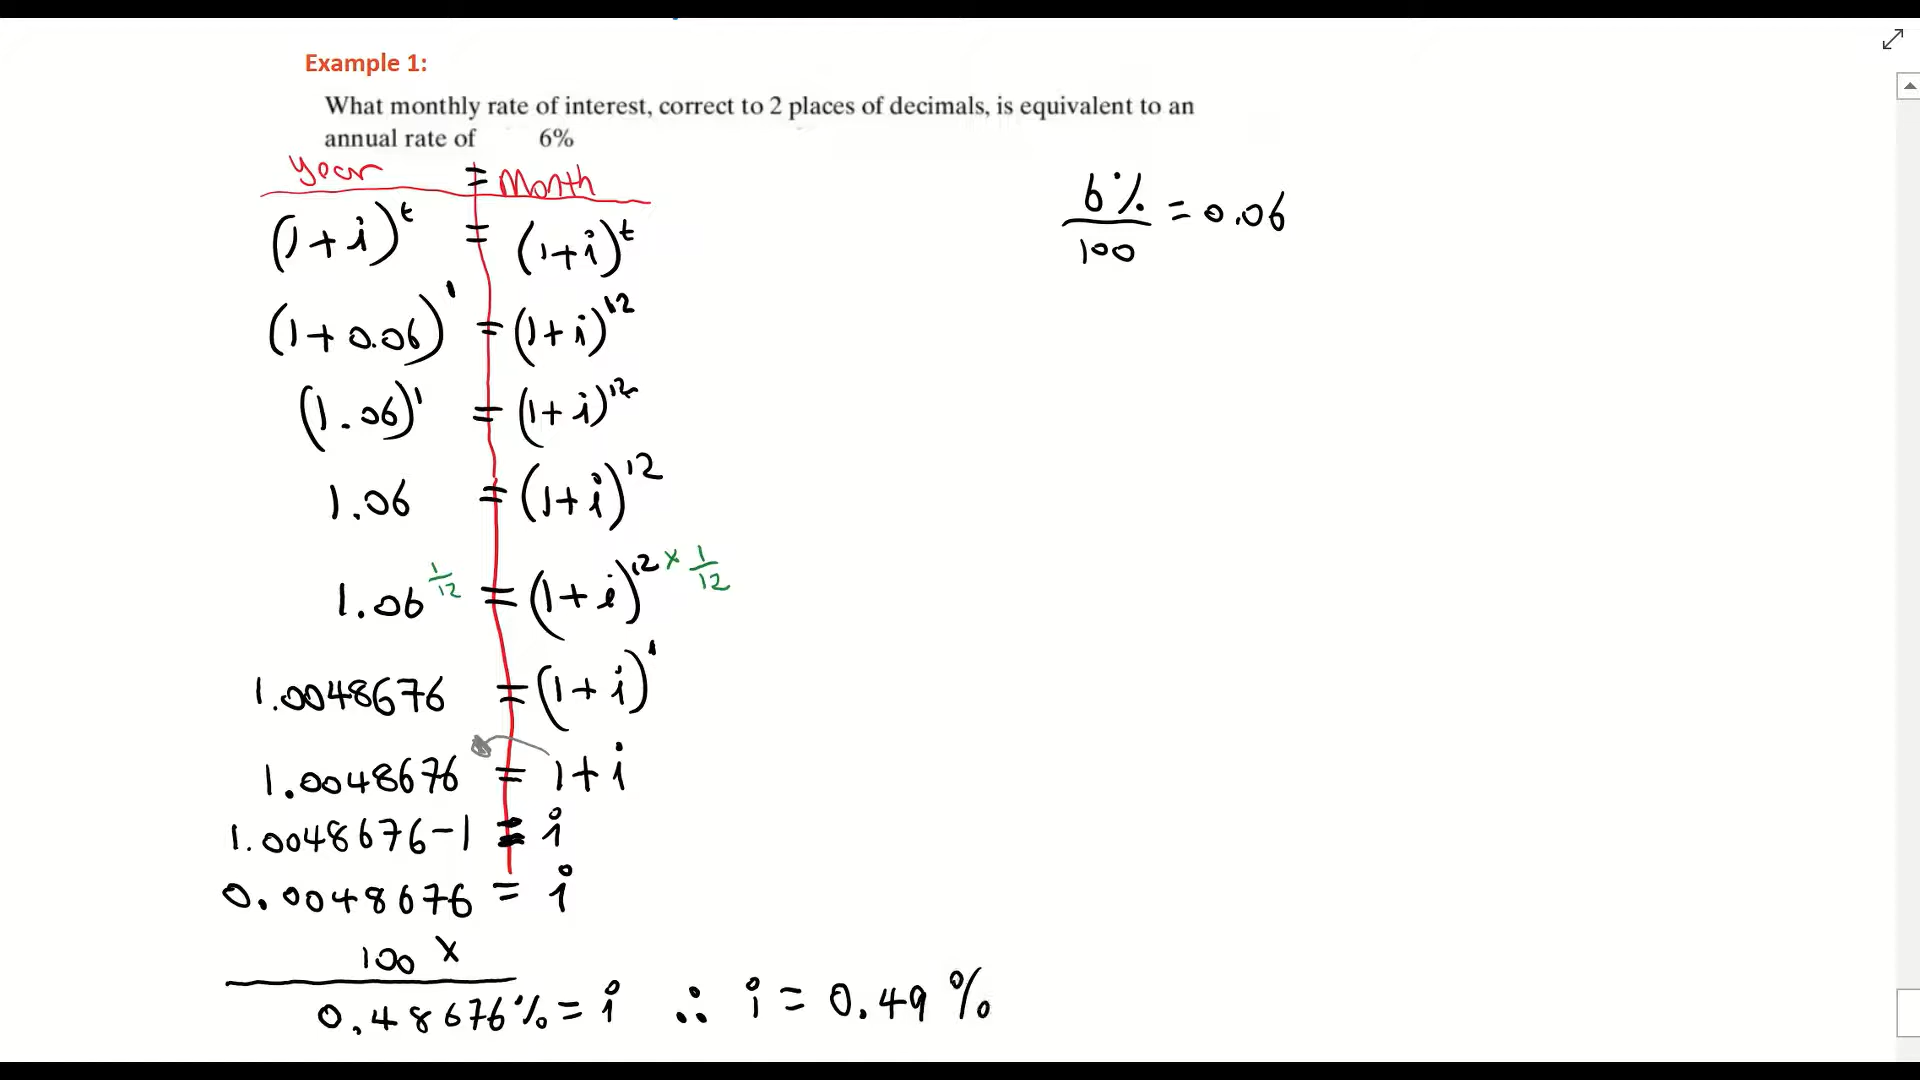 Example 1:
What monthly rate of interest, correct to 2 places of decimals, is equivalent to an
annual rate of 6%
year = Month
(1+i)^t = (1+i)^t
6%/100 = 0.06
(1+0.06)^1 = (1+i)^12
(1.06)^1 = (1+i)^12
1.06 = (1+i)^12
1.06^1/12 = (1+i)^12 × 1/12
1.0048676 = (1+i)^1
1.0048676 = 1+i
1.0048676-1 = i
0.0048676 = i
100 ×
0.48676% = i ∴ i = 0.49%